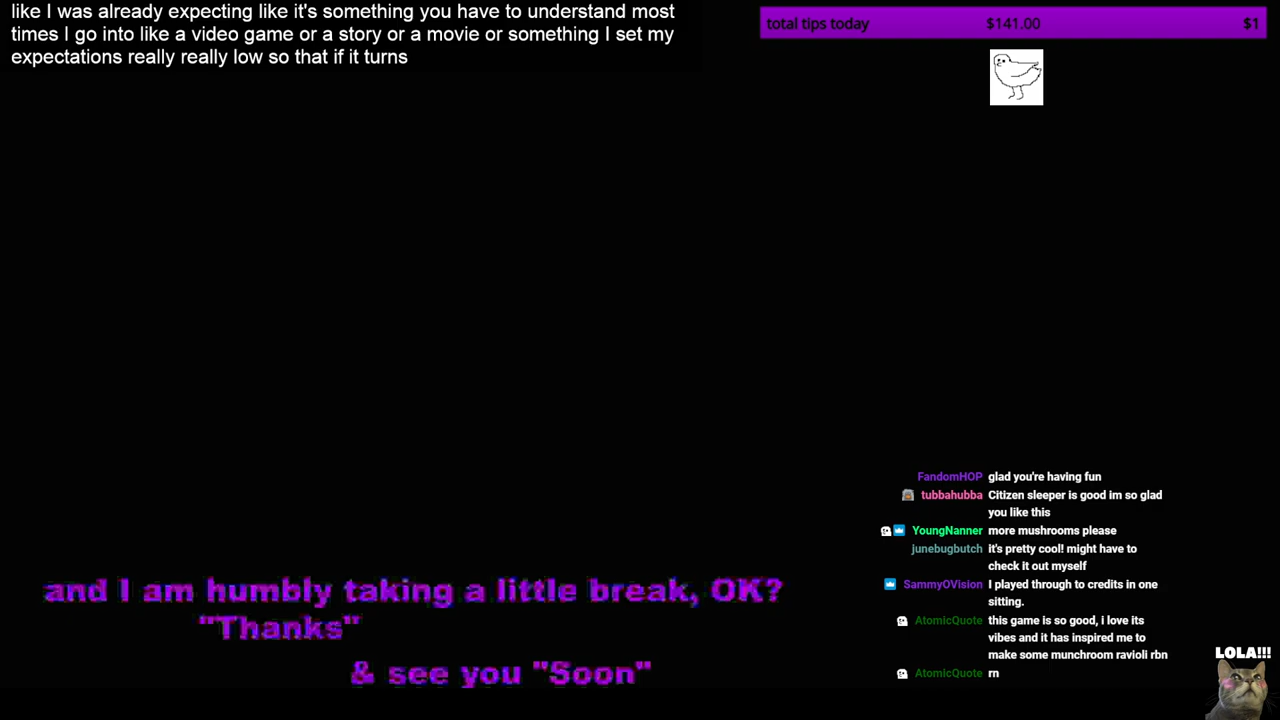 like I was already expecting like it's something you have to understand most
times I go into like a video game or a story or a movie or something I set my
expectations really really low so that if it turns
total tips today $141.00 $1
FandomHOP glad you're having fun
tubbahubba Citizen sleeper is good im so glad
you like this
YoungNanner more mushrooms please
junebugbutch it's pretty cool! might have to
check it out myself
SammyOVision I played through to credits in one
sitting.
AtomicQuote this game is so good, i love its
vibes and it has inspired me to
make some munchroom ravioli rbn
AtomicQuote rn
and I am humbly taking a little break, OK?
"Thanks"
& see you "Soon"
LOLA!!!